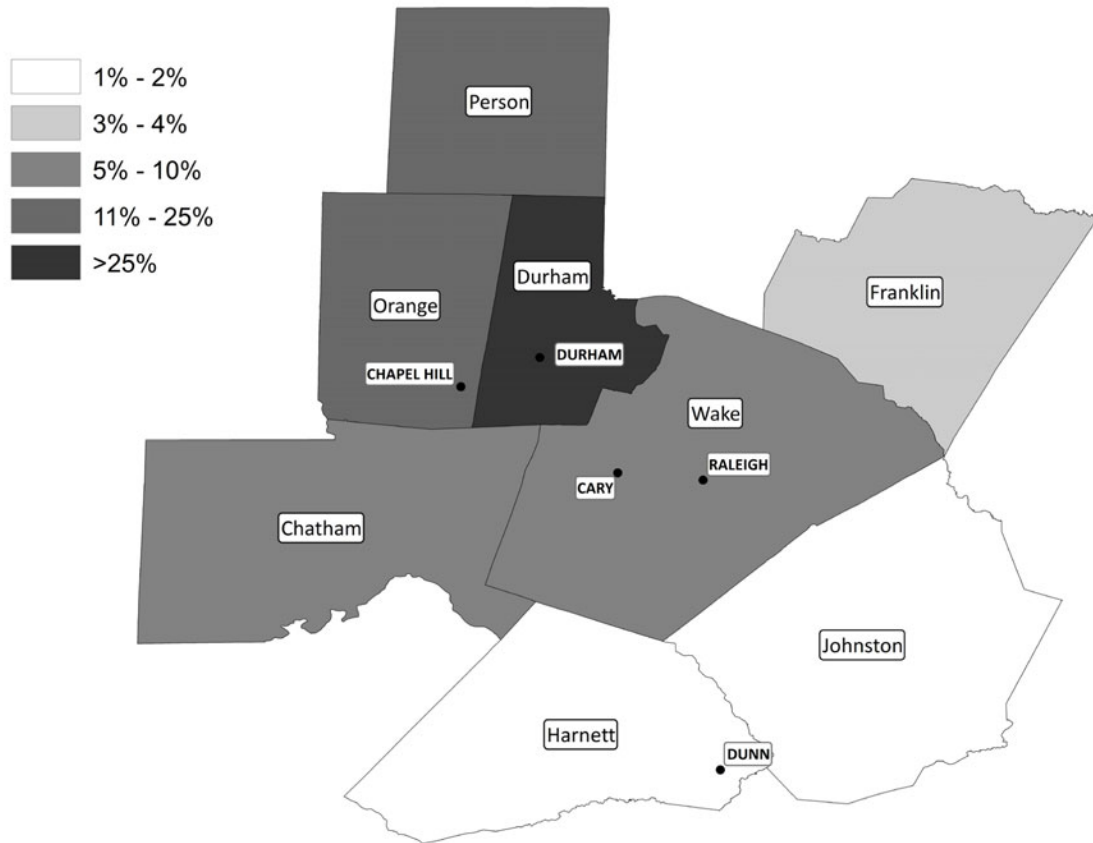 1% - 2%
3% - 4%
5% - 10%
11% - 25%
>25%
Person
Durham
Orange
Franklin
DURHAM
CHAPEL HILL
Wake
RALEIGH
CARY
Chatham
Johnston
Harnett
DUNN